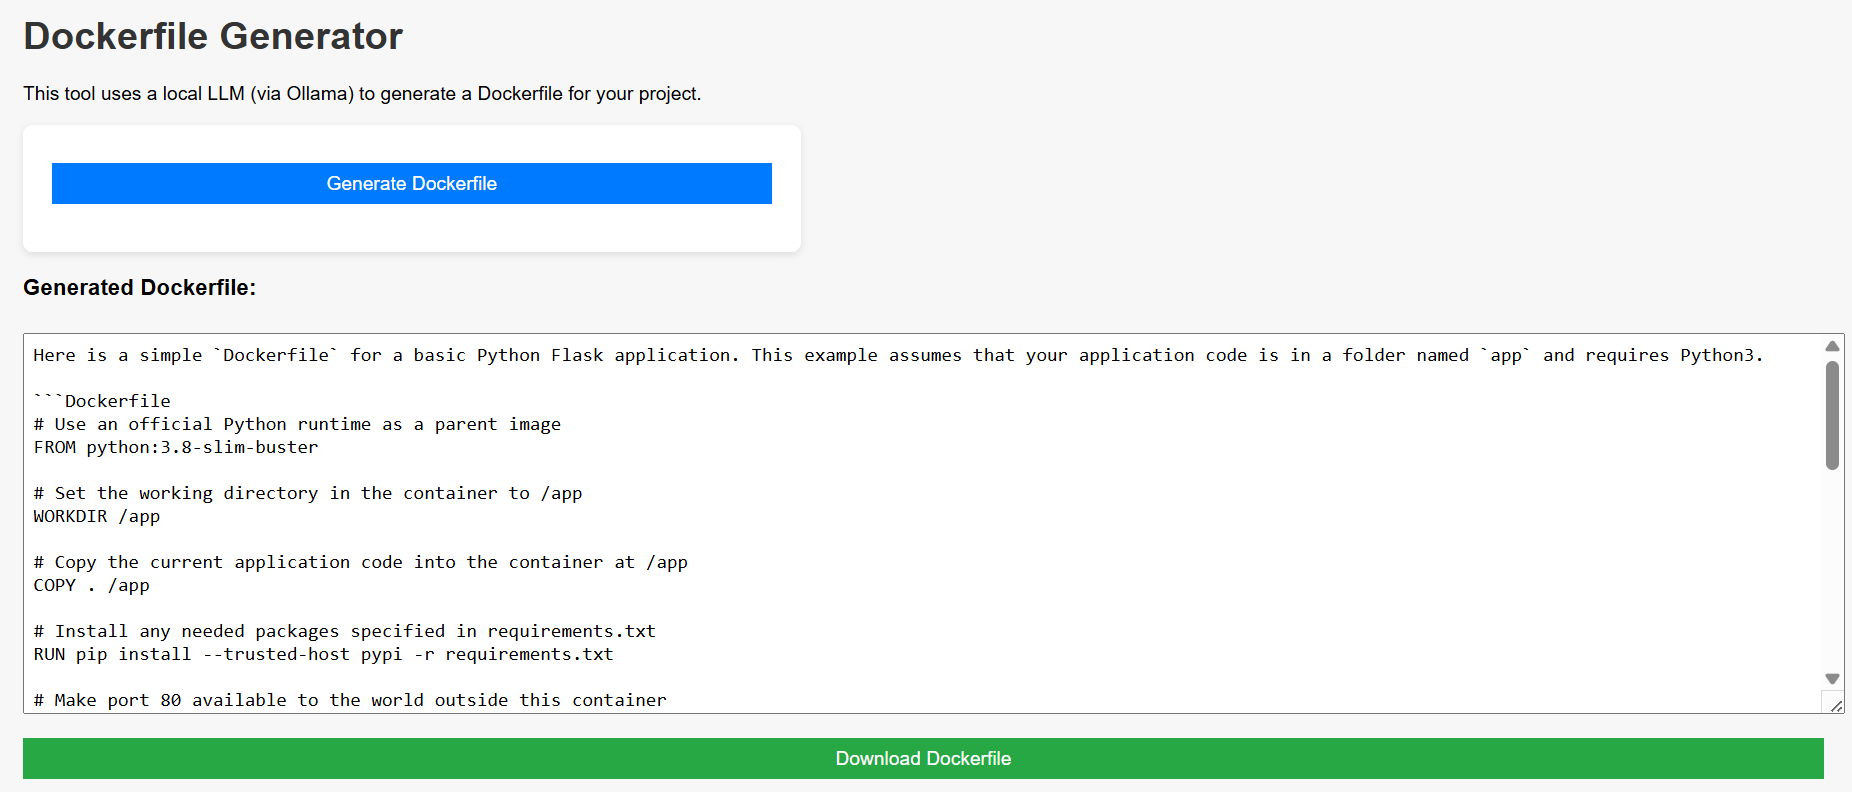 Dockerfile Generator
This tool uses a local LLM (via Ollama) to generate a Dockerfile for your project.
Generate Dockerfile
Generated Dockerfile:
Here is a simple `Dockerfile` for a basic Python Flask application. This example assumes that your application code is in a folder named `app` and requires Python3.
```Dockerfile
# Use an official Python runtime as a parent image
FROM python:3.8-slim-buster
# Set the working directory in the container to /app
WORKDIR /app
# Copy the current application code into the container at /app
COPY . /app
# Install any needed packages specified in requirements.txt
RUN pip install --trusted-host pypi -r requirements.txt
# Make port 80 available to the world outside this container
Download Dockerfile